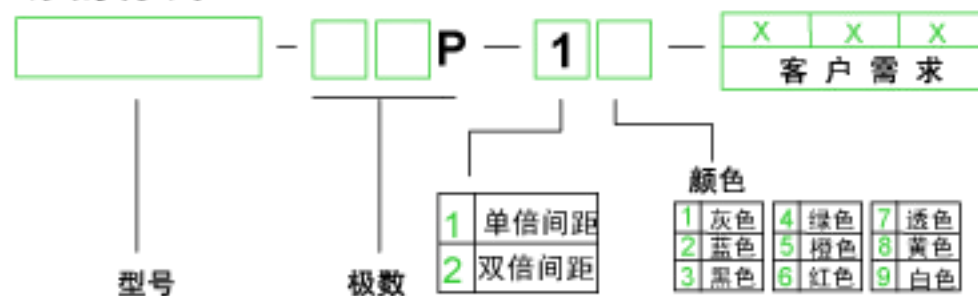 － P － 1 － X X X
客户需求
颜色
1 单倍间距
2 双倍间距
1 灰色 4 绿色 7 透色
2 蓝色 5 橙色 8 黄色
3 黑色 6 红色 9 白色
型号 极数